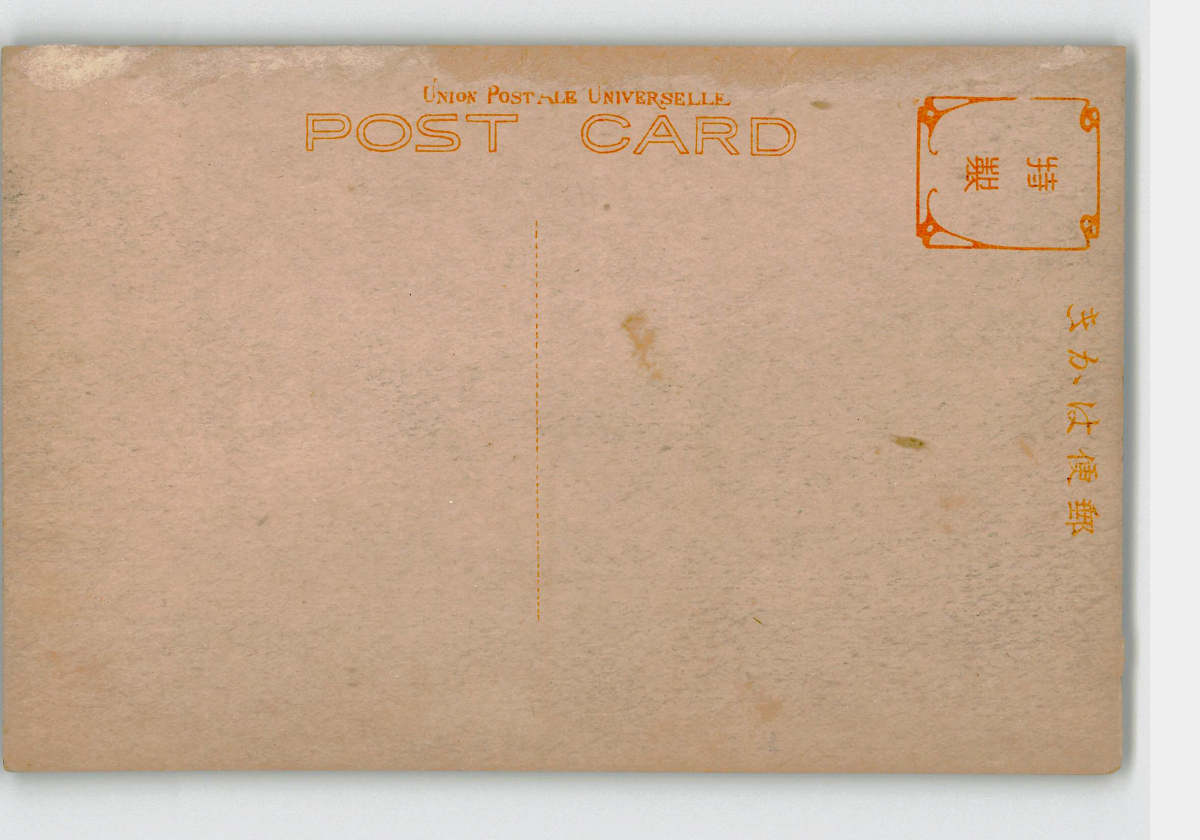 UNION POSTALE UNIVERSELLE
POST CARD
特製
郵便はかき